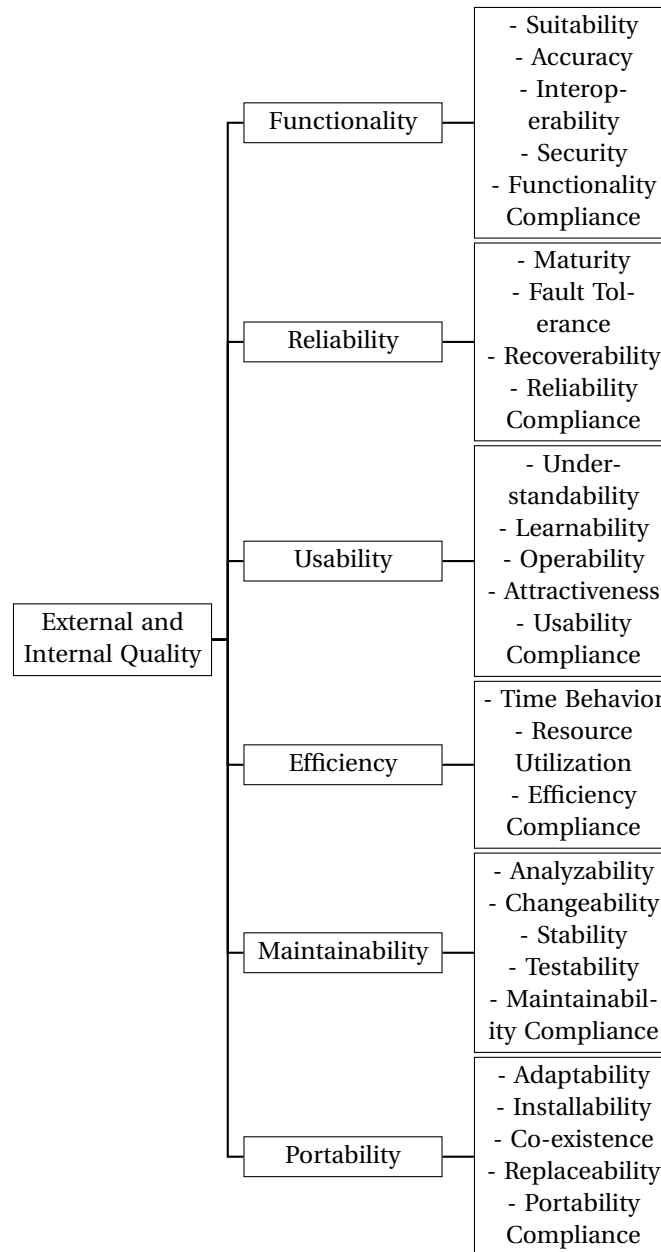 External and
Internal Quality
Functionality
- Suitability
- Accuracy
- Interop-
erability
- Security
- Functionality
Compliance
Reliability
- Maturity
- Fault Tol-
erance
- Recoverability
- Reliability
Compliance
Usability
- Under-
standability
- Learnability
- Operability
- Attractiveness
- Usability
Compliance
Efficiency
- Time Behavior
- Resource
Utilization
- Efficiency
Compliance
Maintainability
- Analyzability
- Changeability
- Stability
- Testability
- Maintainabil-
ity Compliance
Portability
- Adaptability
- Installability
- Co-existence
- Replaceability
- Portability
Compliance